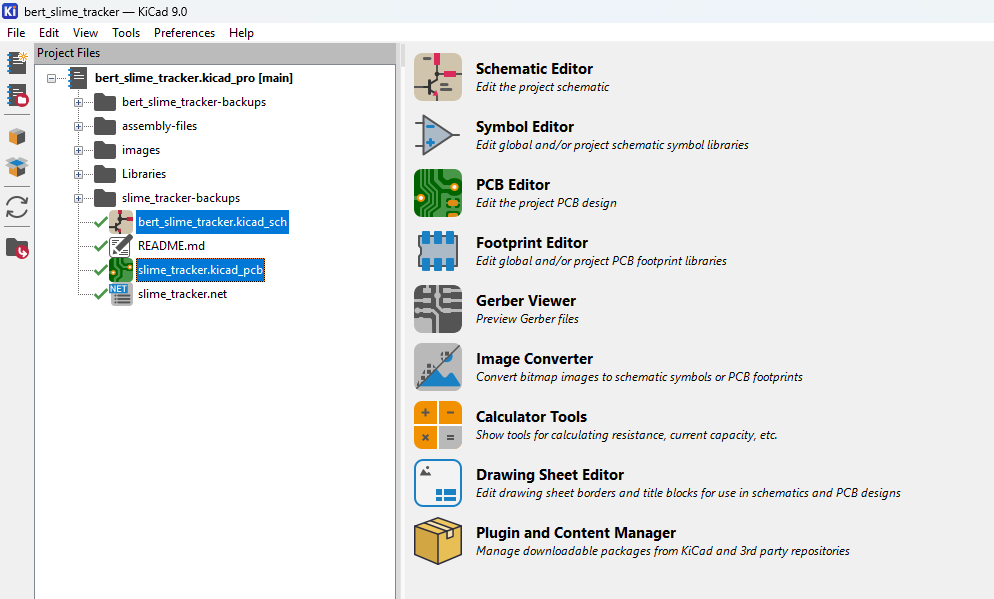 bert_slime_tracker — KiCad 9.0
File Edit View Tools Preferences Help
Project Files
bert_slime_tracker.kicad_pro [main]
bert_slime_tracker-backups
assembly-files
images
Libraries
slime_tracker-backups
bert_slime_tracker.kicad_sch
README.md
slime_tracker.kicad_pcb
NET
slime_tracker.net
Schematic Editor
Edit the project schematic
Symbol Editor
Edit global and/or project schematic symbol libraries
PCB Editor
Edit the project PCB design
Footprint Editor
Edit global and/or project PCB footprint libraries
Gerber Viewer
Preview Gerber files
Image Converter
Convert bitmap images to schematic symbols or PCB footprints
Calculator Tools
Show tools for calculating resistance, current capacity, etc.
Drawing Sheet Editor
Edit drawing sheet borders and title blocks for use in schematics and PCB designs
Plugin and Content Manager
Manage downloadable packages from KiCad and 3rd party repositories